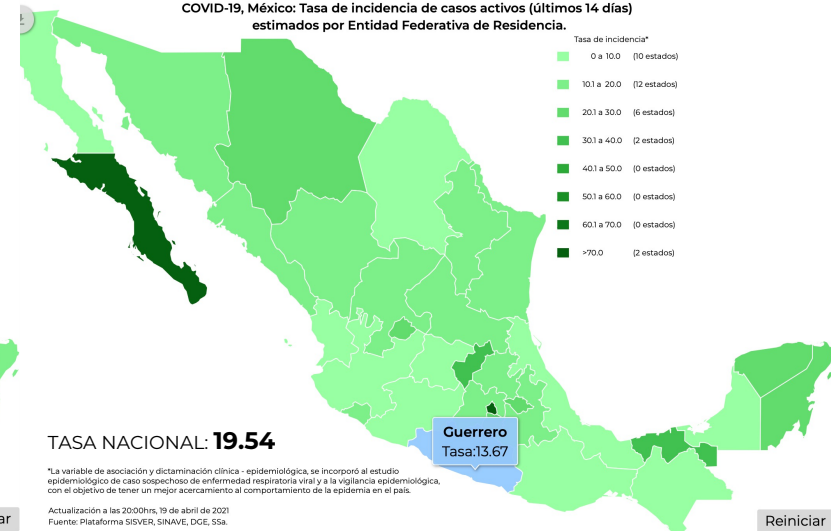 COVID-19, México: Tasa de incidencia de casos activos (últimos 14 días)
estimados por Entidad Federativa de Residencia.
Tasa de incidencia*
0 a 10.0 (10 estados)
10.1 a 20.0 (12 estados)
20.1 a 30.0 (6 estados)
30.1 a 40.0 (2 estados)
40.1 a 50.0 (0 estados)
50.1 a 60.0 (0 estados)
60.1 a 70.0 (0 estados)
>70.0 (2 estados)
Guerrero
Tasa:13.67
TASA NACIONAL: 19.54
*La variable de asociación y dictaminación clínica - epidemiológica, se incorporó al estudio
epidemiológico de caso sospechoso de enfermedad respiratoria viral y a la vigilancia epidemiológica,
con el objetivo de tener un mejor acercamiento al comportamiento de la epidemia en el país.
Actualización a las 20:00hrs, 19 de abril de 2021
Fuente: Plataforma SISVER, SINAVE, DGE, SSa.
ar
Reiniciar